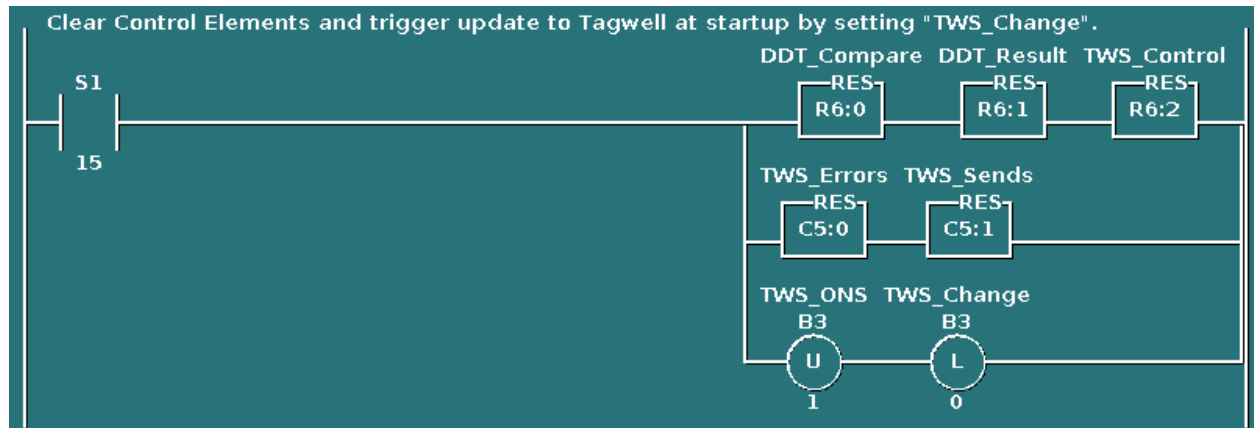 Clear Control Elements and trigger update to Tagwell at startup by setting "TWS_Change".
DDT_Compare DDT_Result TWS_Control
S1
RES RES RES
R6:0 R6:1 R6:2
15
TWS_Errors TWS_Sends
RES RES
C5:0 C5:1
TWS_ONS TWS_Change
B3 B3
U L
1 0